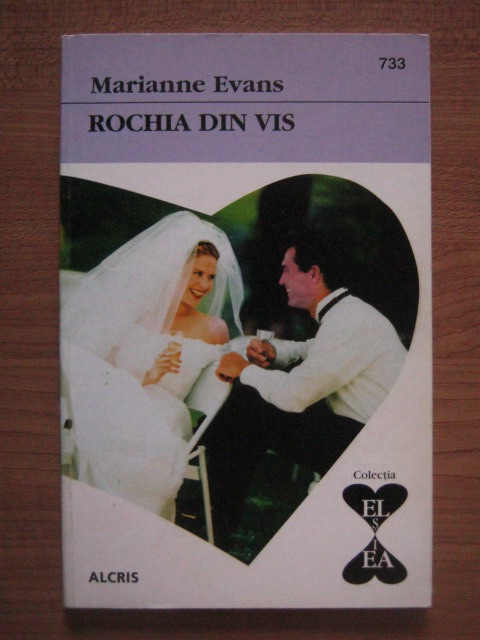 733
Marianne Evans
ROCHIA DIN VIS
Colecția
EL
ȘI
EA
ALCRIS